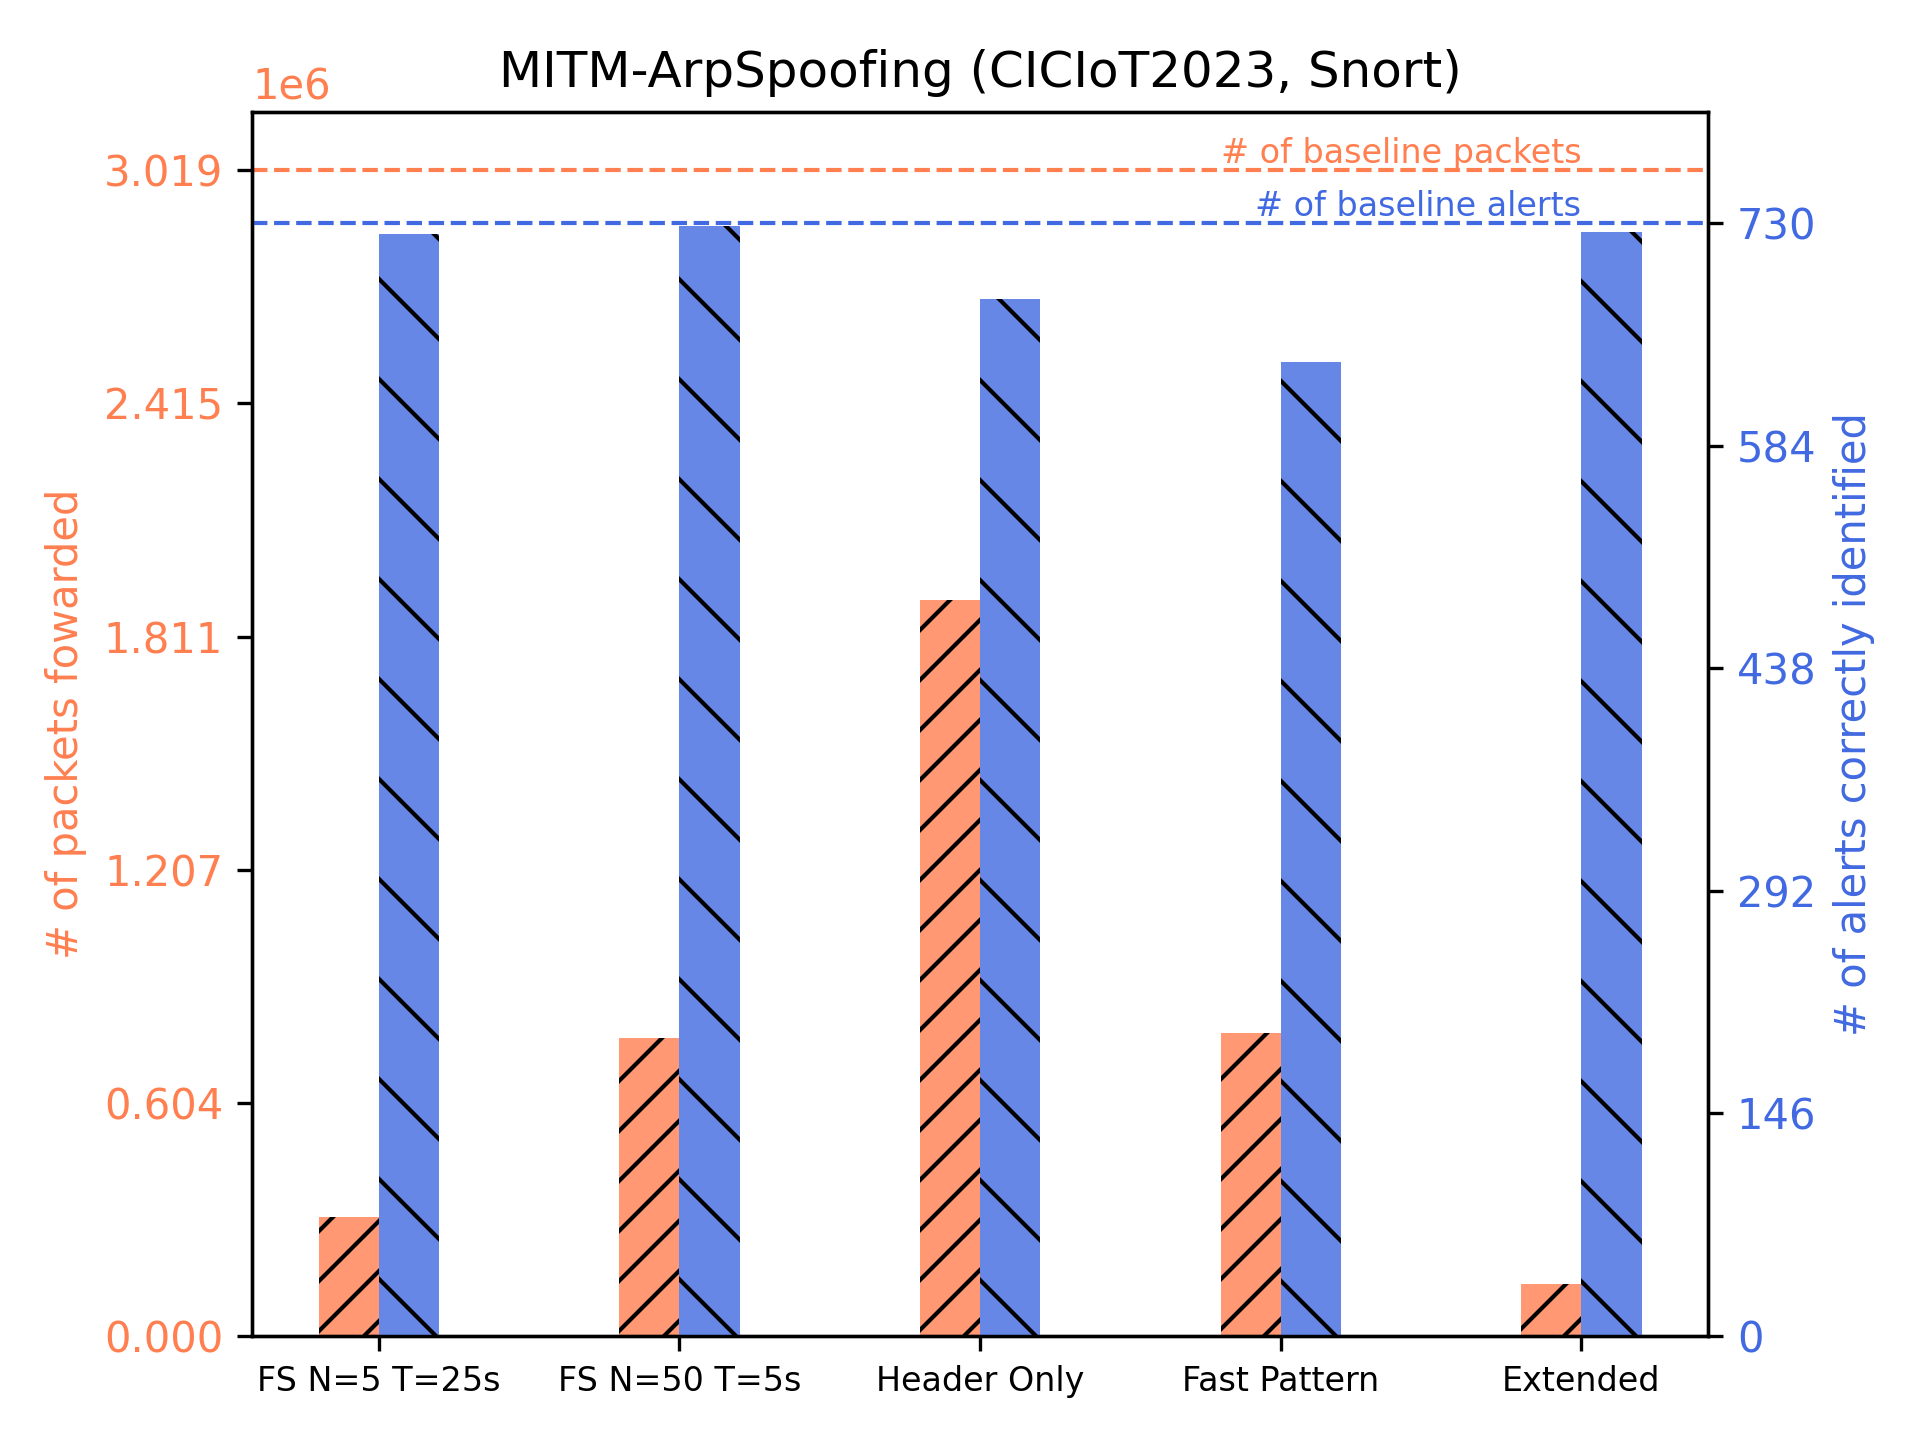 MITM-ArpSpoofing (CICIoT2023, Snort)
1e6
# of baseline packets
# of baseline alerts
3.019
2.415
1.811
1.207
0.604
0.000
# of packets fowarded
730
584
438
292
146
0
# of alerts correctly identified
FS N=5 T=25s
FS N=50 T=5s
Header Only
Fast Pattern
Extended